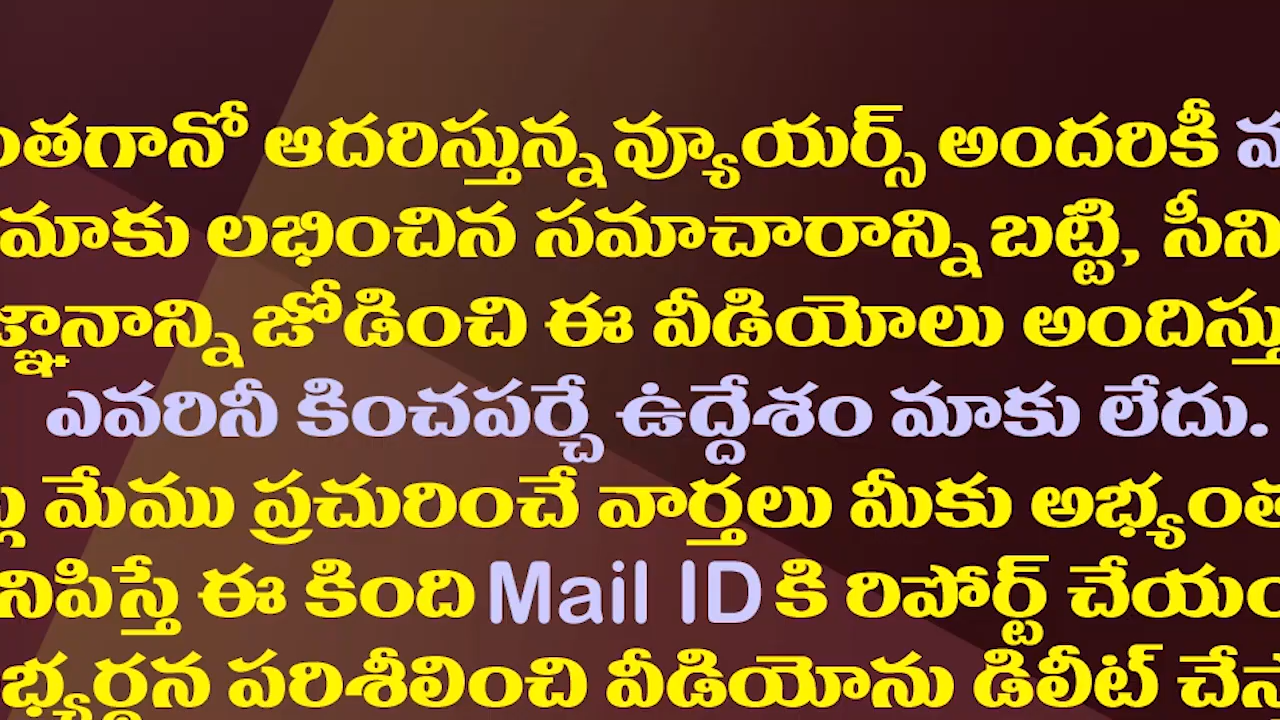 ంతగానో ఆదరిస్తున్న వ్యూయర్స్ అందరికీ
మాకు లభించిన సమాచారాన్ని బట్టి, సీని
జ్ఞానాన్ని జోడించి ఈ వీడియోలు అందిస్తు
ఎవరినీ కించపర్చే ఉద్దేశం మాకు లేదు.
మేము ప్రచురించే వార్తలు మీకు అభ్యంత
నిపిస్తే ఈ కింది Mail ID కి రిపోర్ట్ చేయం
భ్యర్థన పరిశీలించి వీడియోను డిలీట్ చేస